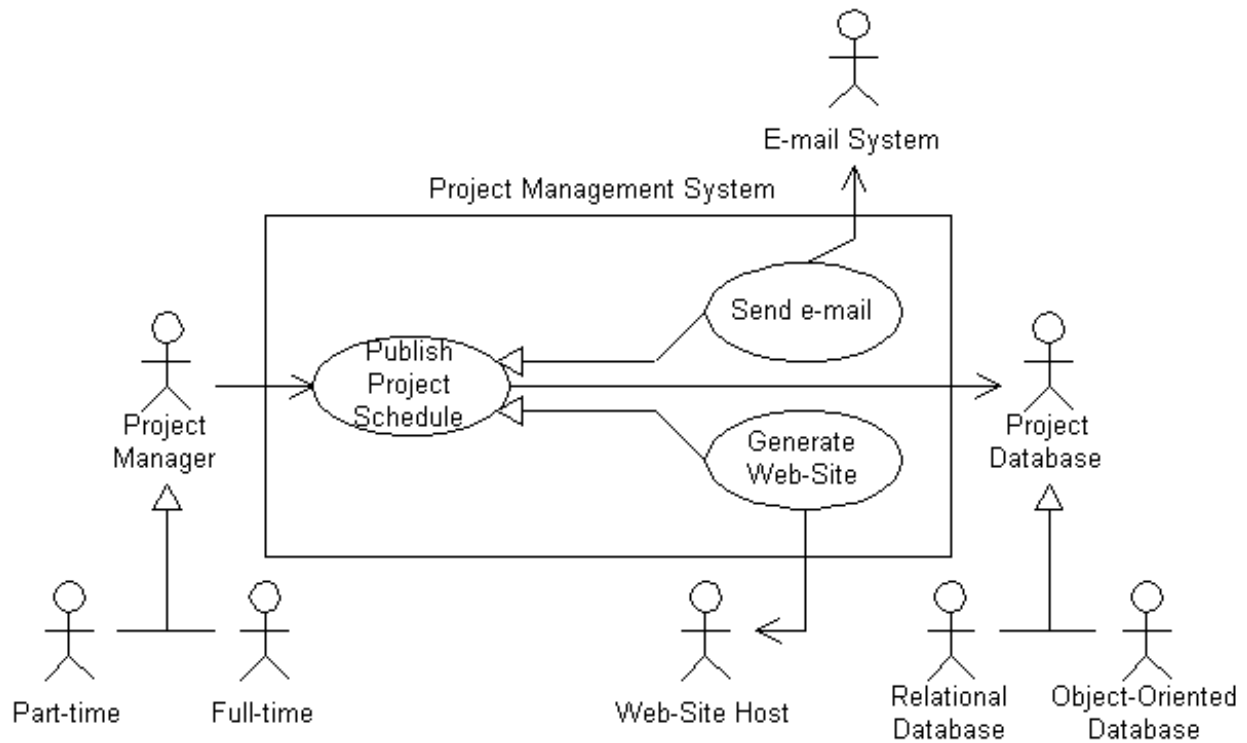 E-mail System
Project Management System
Send e-mail
Publish
Project
Schedule
Project
Manager
Generate
Web-Site
Project
Database
Part-time
Full-time
Web-Site Host
Relational
Database
Object-Oriented
Database